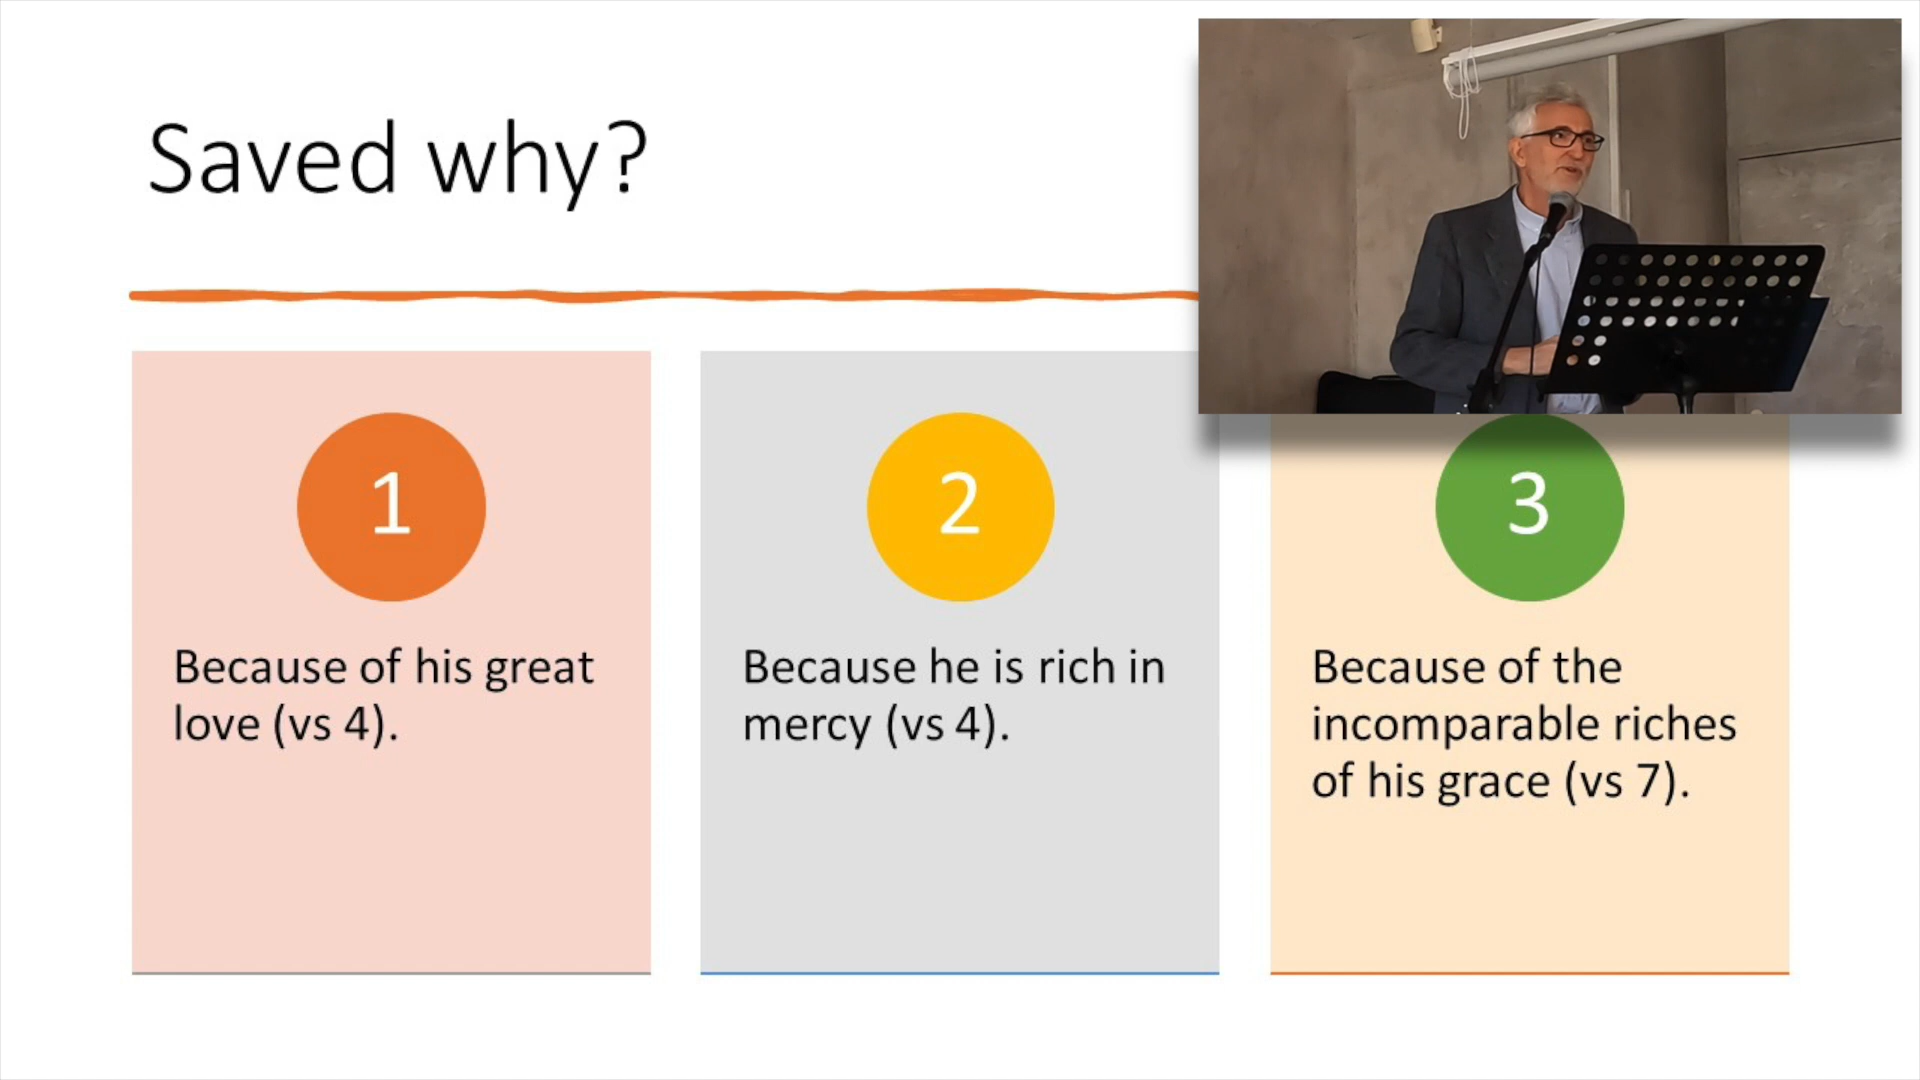 Saved why?
1
Because of his great
love (vs 4).
2
Because he is rich in
mercy (vs 4).
3
Because of the
incomparable riches
of his grace (vs 7).